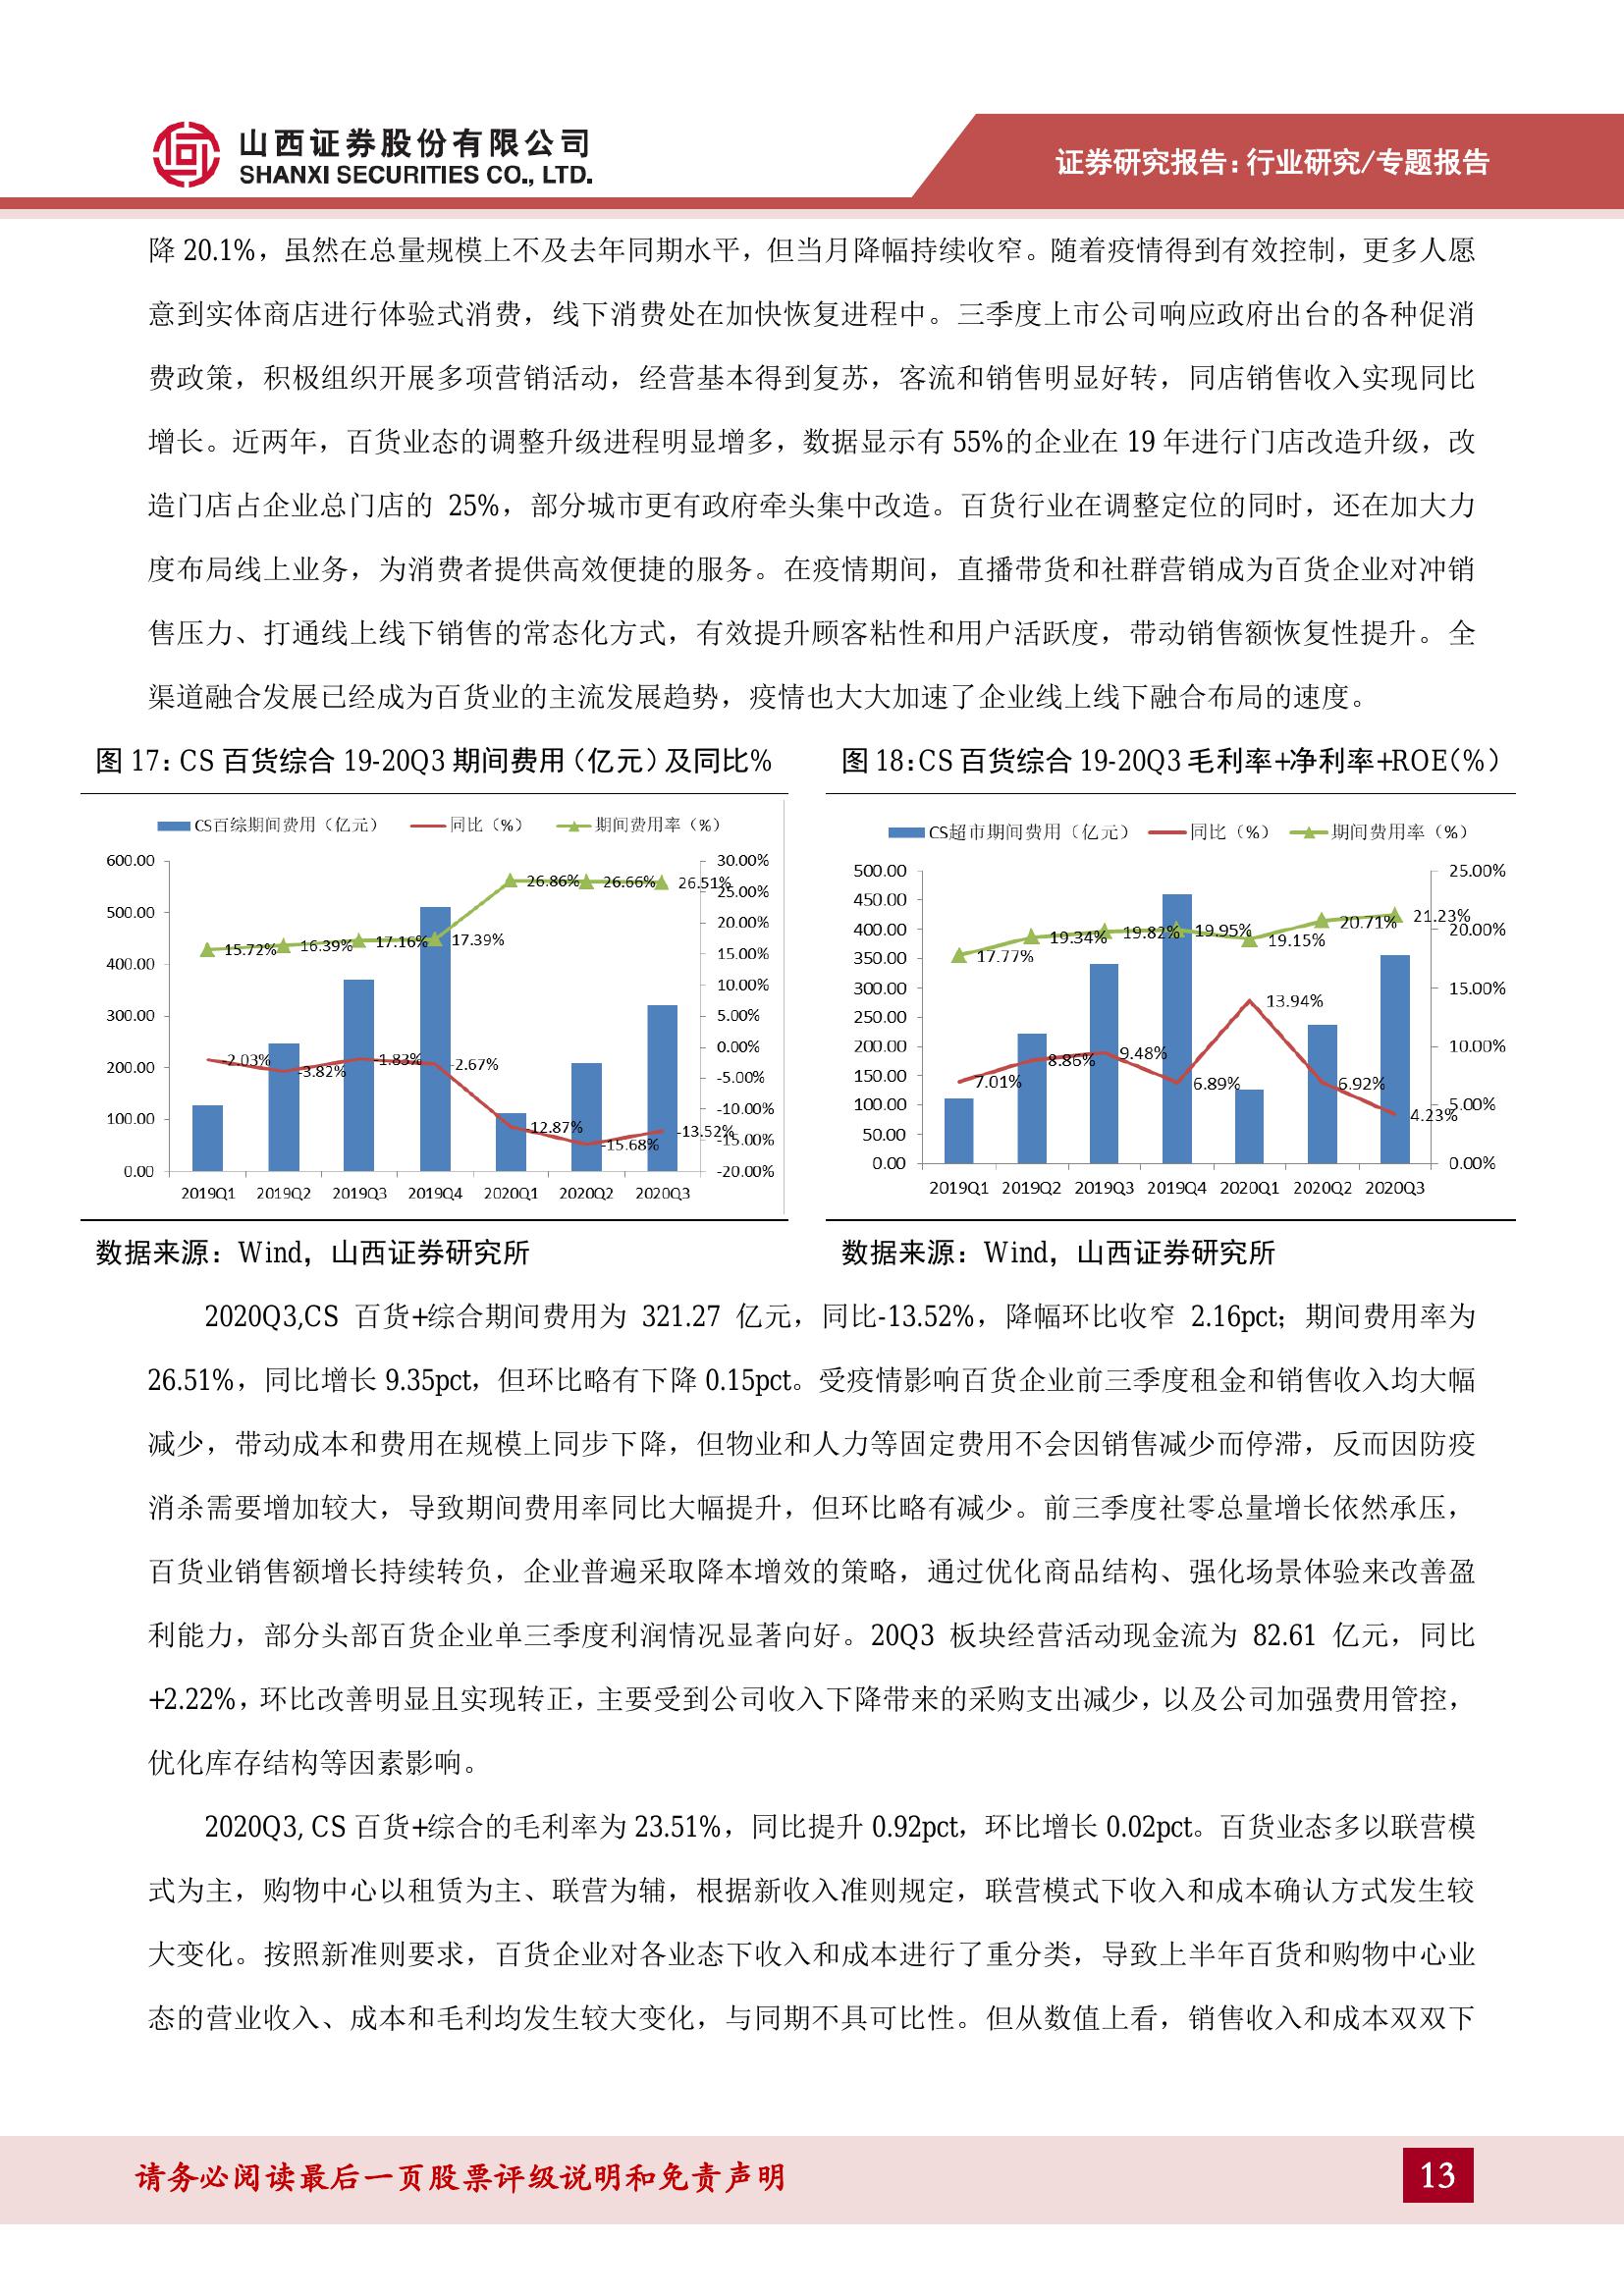 山西证券股份有限公司
SHANXI SECURITIES CO., LTD.
证券研究报告：行业研究/专题报告
降 20.1%，虽然在总量规模上不及去年同期水平，但当月降幅持续收窄。随着疫情得到有效控制，更多人愿
意到实体商店进行体验式消费，线下消费处在加快恢复进程中。三季度上市公司响应政府出台的各种促消
费政策，积极组织开展多项营销活动，经营基本得到复苏，客流和销售明显好转，同店销售收入实现同比
增长。近两年，百货业态的调整升级进程明显增多，数据显示有 55%的企业在 19 年进行门店改造升级，改
造门店占企业总门店的 25%，部分城市更有政府牵头集中改造。百货行业在调整定位的同时，还在加大力
度布局线上业务，为消费者提供高效便捷的服务。在疫情期间，直播带货和社群营销成为百货企业对冲销
售压力、打通线上线下销售的常态化方式，有效提升顾客粘性和用户活跃度，带动销售额恢复性提升。全
渠道融合发展已经成为百货业的主流发展趋势，疫情也大大加速了企业线上线下融合布局的速度。
图 17：CS 百货综合 19-20Q3 期间费用（亿元）及同比%
CS百综期间费用（亿元） 同比（%） 期间费用率（%）
600.00
500.00
400.00
300.00
200.00
100.00
0.00
30.00%
25.00%
20.00%
15.00%
10.00%
5.00%
0.00%
-5.00%
-10.00%
-15.00%
-20.00%
15.72% 16.39% 17.16% 17.39% 26.86% 26.66% 26.51%
-2.03% -3.82% -1.83% -2.67% -12.87% -15.68% -13.52%
2019Q1 2019Q2 2019Q3 2019Q4 2020Q1 2020Q2 2020Q3
数据来源：Wind，山西证券研究所
图 18：CS 百货综合 19-20Q3 毛利率+净利率+ROE（%）
CS超市期间费用（亿元） 同比（%） 期间费用率（%）
500.00
450.00
400.00
350.00
300.00
250.00
200.00
150.00
100.00
50.00
0.00
25.00%
20.00%
15.00%
10.00%
5.00%
0.00%
17.77% 19.34% 19.82% 19.95% 19.15% 20.71% 21.23%
7.01% 8.86% 9.48% 6.89% 13.94% 6.92% 4.23%
2019Q1 2019Q2 2019Q3 2019Q4 2020Q1 2020Q2 2020Q3
数据来源：Wind，山西证券研究所
2020Q3,CS 百货+综合期间费用为 321.27 亿元，同比-13.52%，降幅环比收窄 2.16pct；期间费用率为
26.51%，同比增长 9.35pct，但环比略有下降 0.15pct。受疫情影响百货企业前三季度租金和销售收入均大幅
减少，带动成本和费用在规模上同步下降，但物业和人力等固定费用不会因销售减少而停滞，反而因防疫
消杀需要增加较大，导致期间费用率同比大幅提升，但环比略有减少。前三季度社零总量增长依然承压，
百货业销售额增长持续转负，企业普遍采取降本增效的策略，通过优化商品结构、强化场景体验来改善盈
利能力，部分头部百货企业单三季度利润情况显著向好。20Q3 板块经营活动现金流为 82.61 亿元，同比
+2.22%，环比改善明显且实现转正，主要受到公司收入下降带来的采购支出减少，以及公司加强费用管控，
优化库存结构等因素影响。
2020Q3, CS 百货+综合的毛利率为 23.51%，同比提升 0.92pct，环比增长 0.02pct。百货业态多以联营模
式为主，购物中心以租赁为主、联营为辅，根据新收入准则规定，联营模式下收入和成本确认方式发生较
大变化。按照新准则要求，百货企业对各业态下收入和成本进行了重分类，导致上半年百货和购物中心业
态的营业收入、成本和毛利均发生较大变化，与同期不具可比性。但从数值上看，销售收入和成本双双下
请务必阅读最后一页股票评级说明和免责声明
13